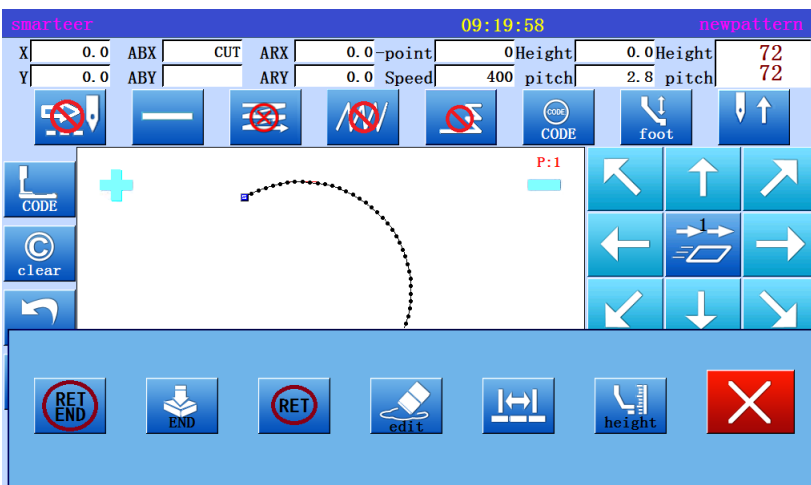 smarteer 09:19:58 newpattern
X 0.0 ABX CUT ARX 0.0 -point 0 Height 0.0 Height 72
Y 0.0 ABY ARY 0.0 Speed 400 pitch 2.8 pitch 72
CODE
CODE
foot
P:1
CODE
1
©
clear
RET
END
END
RET
edit
height